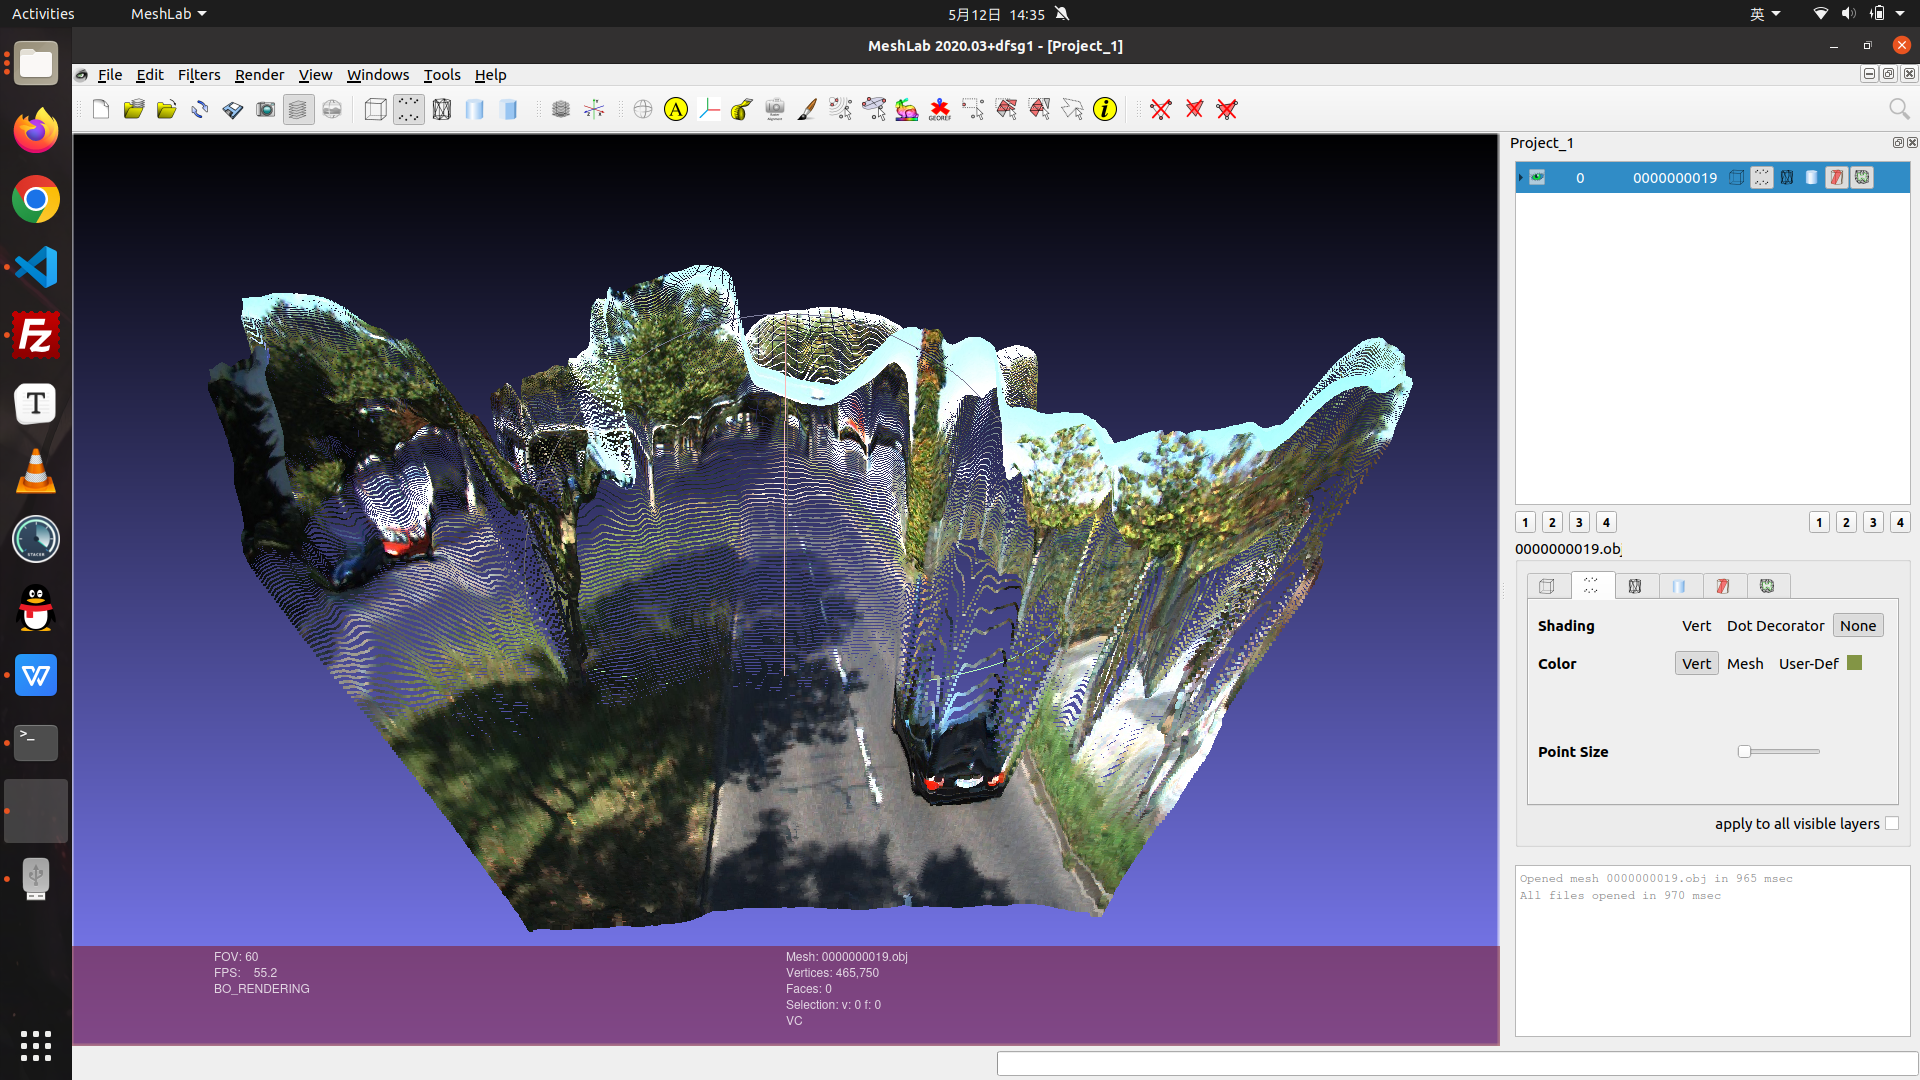 Activities
MeshLab
5月12日 14:35
英
MeshLab 2020.03+dfsg1 - [Project_1]
File Edit Filters Render View Windows Tools Help
A
GEOREF
i
Project_1
0 0000000019
1 2 3 4
1 2 3 4
0000000019.obj
Shading Vert Dot Decorator None
Color Vert Mesh User-Def
Point Size
apply to all visible layers
Opened mesh 0000000019.obj in 965 msec
All files opened in 970 msec
FOV: 60
FPS: 55.2
BO_RENDERING
Mesh: 0000000019.obj
Vertices: 465,750
Faces: 0
Selection: v: 0 f: 0
VC
Fz
T
STACER
W
>_